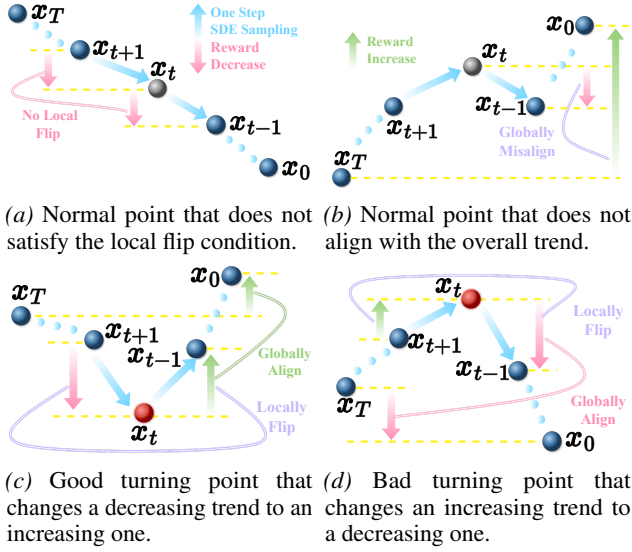 x_T
x_{t+1}
x_t
x_{t-1}
x_0
One Step
SDE Sampling
Reward
Decrease
No Local
Flip
(a) Normal point that does not
satisfy the local flip condition.
Reward
Increase
x_0
x_t
x_{t+1}
x_{t-1}
x_T
Globally
Misalign
(b) Normal point that does not
align with the overall trend.
x_T
x_0
x_{t+1}
x_{t-1}
x_t
Globally
Align
Locally
Flip
(c) Good turning point that
changes a decreasing trend to an
increasing one.
x_t
x_{t+1}
x_{t-1}
x_T
x_0
Locally
Flip
Globally
Align
(d) Bad turning point that
changes an increasing trend to
a decreasing one.